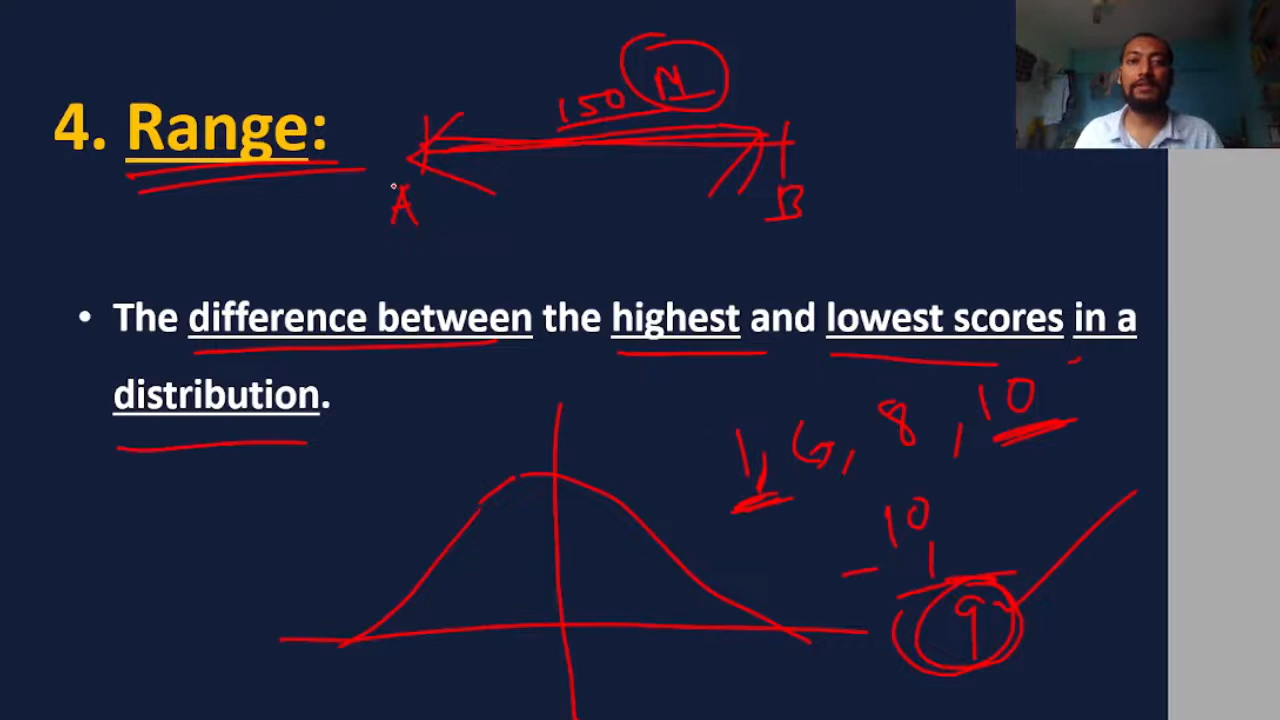 150 M
4. Range:
A B
• The difference between the highest and lowest scores in a
distribution.
1, 6, 8, 10
10
- 1
9